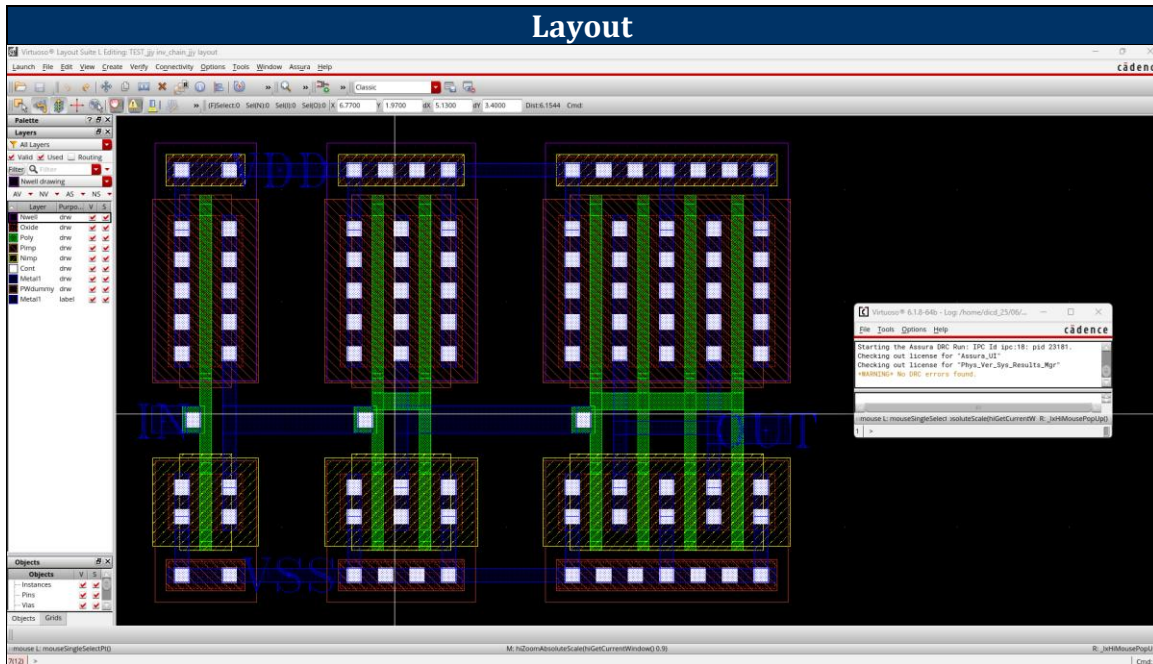 Layout
Virtuoso® Layout Suite L Editing: TEST_jjy inv_chain_jjy layout
Launch File Edit View Create Verify Connectivity Options Tools Window Assura Help
cādence
Classic
(F)Select:0 Sel(N):0 Sel(I):0 Sel(O):0 X 6.7700 Y 1.9700 dX 5.1300 dY 3.4000 Dist:6.1544 Cmd:
Palette
Layers
All Layers
Valid Used Routing
Filter Filter
Nwell drawing
AV NV AS NS
Layer Purpo... V S
Nwell drw
Oxide drw
Poly drw
Pimp drw
Nimp drw
Cont drw
Metal1 drw
PWdummy drw
Metal1 label
VDD
IN
OUT
VSS
Virtuoso® 6.1.8-64b - Log: /home/dicd_25/06/...
File Tools Options Help cādence
Starting the Assura DRC Run: IPC Id ipc:18: pid 23181.
Checking out license for "Assura_UI"
Checking out license for "Phys_Ver_Sys_Results_Mgr"
*WARNING* No DRC errors found.
mouse L: mouseSingleSelect soluteScale(hiGetCurrentW R: _lxHiMousePopUp()
1 >
Objects
Objects V S
Instances
Pins
Vias
Objects Grids
mouse L: mouseSingleSelectPt() M: hiZoomAbsoluteScale(hiGetCurrentWindow() 0.9) R: _lxHiMousePopU
7(12) > Cmd: